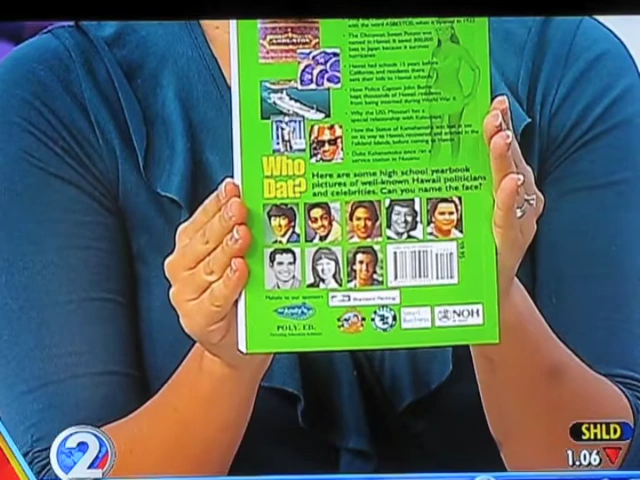 with the word ASBESTOS, when it opened in 1922
• The Okinawan Sweet Potato was
named in Hawaii. It saved 300,000
lives in Japan because it survives
hurricanes.
• Hawaii had schools 15 years before
California, and residents there
sent their kids to Hawaii schools.
• How Police Captain John Burns
kept thousands of Hawaii residents
from being interned during World War II.
• Why the USS Missouri has a
special relationship with
• How the Statue of Kamehameha was lost at sea
on its way to Hawaii, recovered, and erected in the
Falkland Islands, before coming to Hawaii.
• Duke Kahanamoku once ran a
service station in Nuuanu.
Who
Dat?
Here are some high school yearbook
pictures of well-known Hawaii politicians
and celebrities. Can you name the face?
Mahalo to our sponsors
POLY. ED.
Smart
Business
NOH
2
SHLD
1.06